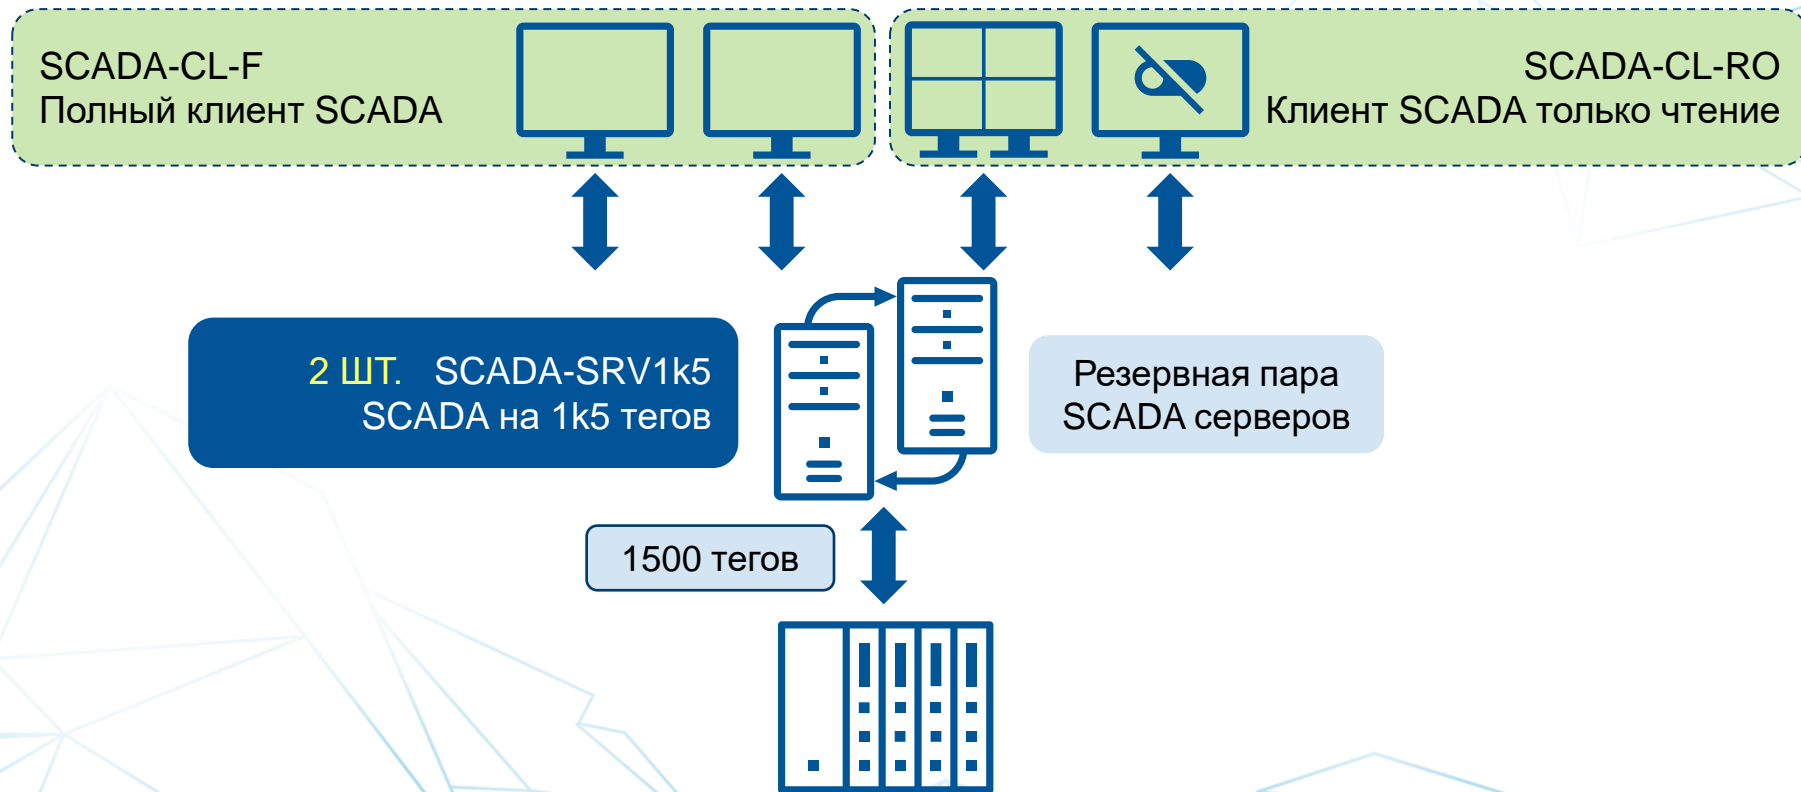 SCADA-CL-F
Полный клиент SCADA
SCADA-CL-RO
Клиент SCADA только чтение
2 ШТ. SCADA-SRV1k5
SCADA на 1k5 тегов
Резервная пара
SCADA серверов
1500 тегов